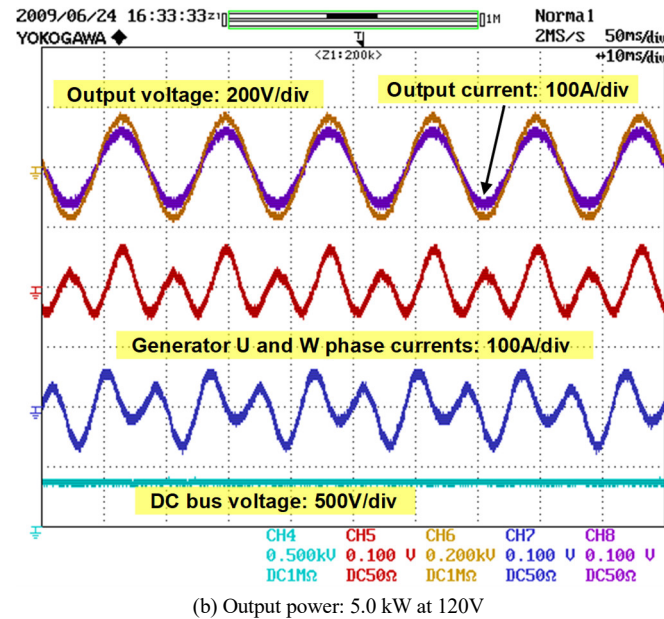 2009/06/24 16:33:33 Z1 1M Normal
YOKOGAWA ◆ T 2MS/s 50ms/div
<Z1:200k> ↔10ms/div
Output voltage: 200V/div Output current: 100A/div
Generator U and W phase currents: 100A/div
DC bus voltage: 500V/div
CH4 CH5 CH6 CH7 CH8
0.500kV 0.100 V 0.200kV 0.100 V 0.100 V
DC1MΩ DC50Ω DC1MΩ DC50Ω DC50Ω
(b) Output power: 5.0 kW at 120V